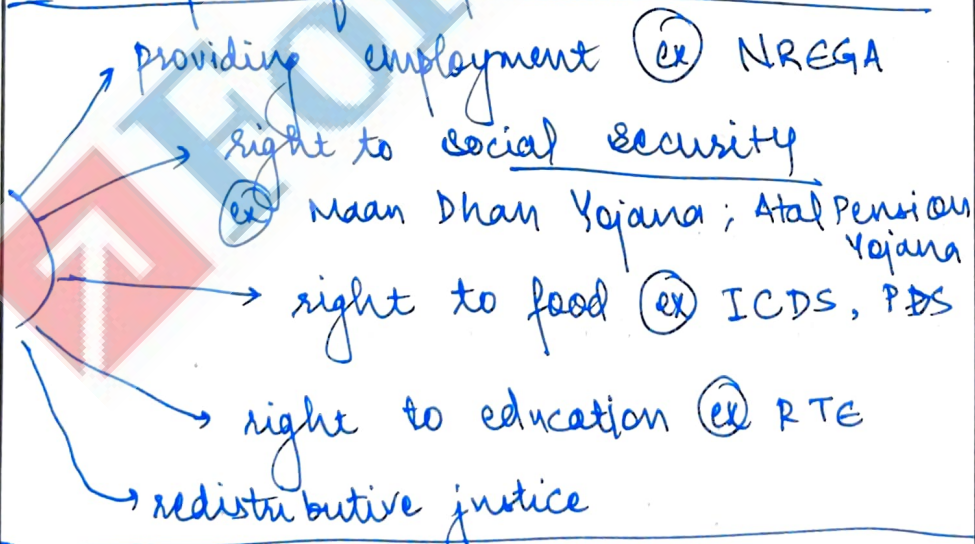 providing employment ex NREGA
right to social security
ex Maan Dhan Yojana ; Atal Pension
Yojana
right to food ex ICDS, PDS
right to education ex RTE
redistributive justice